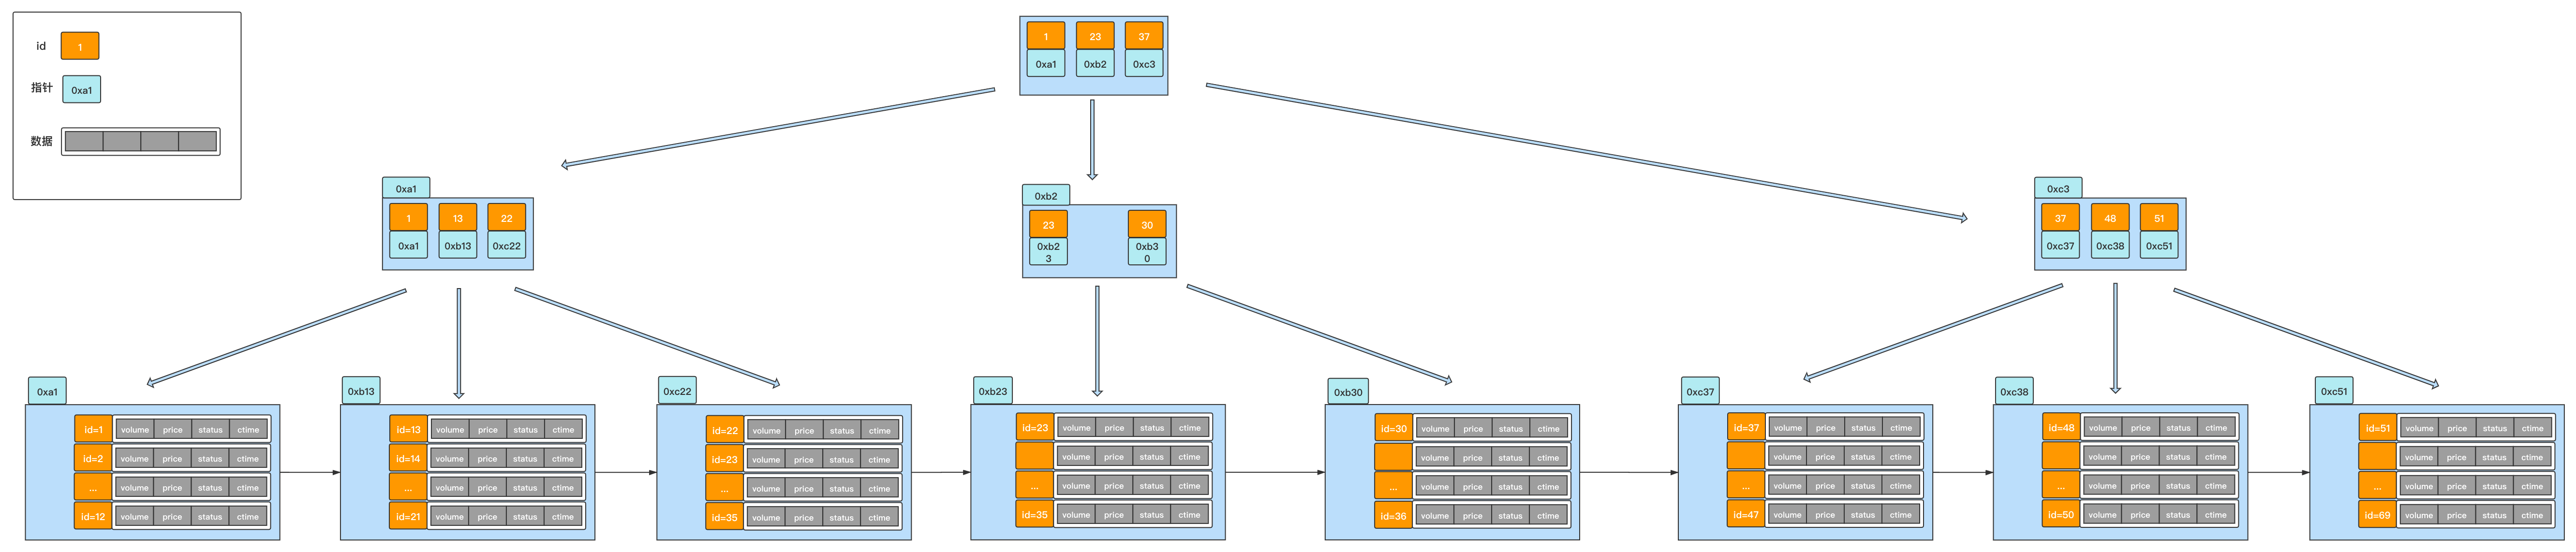 id 1
指针 0xa1
数据
1 23 37
0xa1 0xb2 0xc3
0xa1
1 13 22
0xa1 0xb13 0xc22
0xb2
23 30
0xb2 0xb3
3 0
0xc3
37 48 51
0xc37 0xc38 0xc51
0xa1
id=1 volume price status ctime
id=2 volume price status ctime
... volume price status ctime
id=12 volume price status ctime
0xb13
id=13 volume price status ctime
id=14 volume price status ctime
... volume price status ctime
id=21 volume price status ctime
0xc22
id=22 volume price status ctime
id=23 volume price status ctime
... volume price status ctime
id=35 volume price status ctime
0xb23
id=23 volume price status ctime
volume price status ctime
... volume price status ctime
id=35 volume price status ctime
0xb30
id=30 volume price status ctime
volume price status ctime
... volume price status ctime
id=36 volume price status ctime
0xc37
id=37 volume price status ctime
volume price status ctime
... volume price status ctime
id=47 volume price status ctime
0xc38
id=48 volume price status ctime
volume price status ctime
... volume price status ctime
id=50 volume price status ctime
0xc51
id=51 volume price status ctime
volume price status ctime
... volume price status ctime
id=69 volume price status ctime